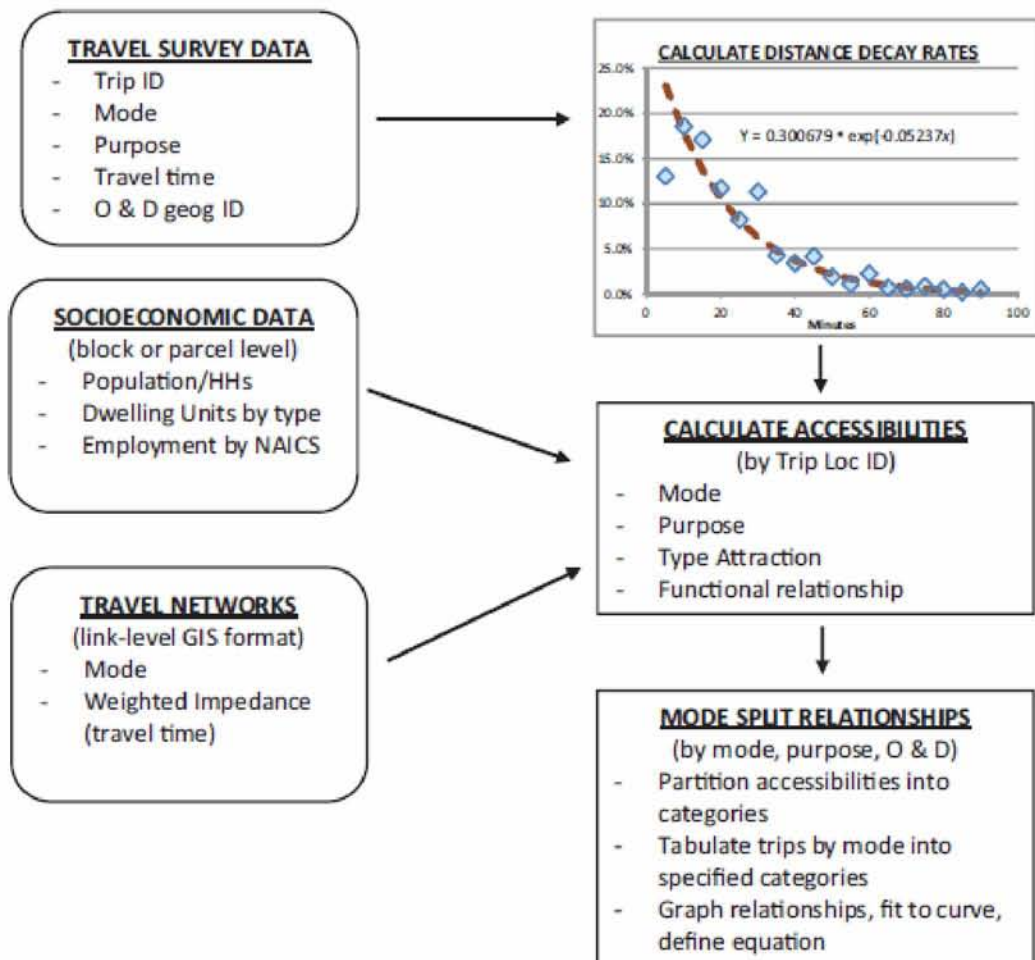 TRAVEL SURVEY DATA
- Trip ID
- Mode
- Purpose
- Travel time
- O & D geog ID
CALCULATE DISTANCE DECAY RATES
25.0%
20.0%
15.0%
10.0%
5.0%
0.0%
Y = 0.300679 * exp[-0.05237x]
0 20 40 60 80 100
Minutes
SOCIOECONOMIC DATA
(block or parcel level)
- Population/HHs
- Dwelling Units by type
- Employment by NAICS
CALCULATE ACCESSIBILITIES
(by Trip Loc ID)
- Mode
- Purpose
- Type Attraction
- Functional relationship
TRAVEL NETWORKS
(link-level GIS format)
- Mode
- Weighted Impedance
(travel time)
MODE SPLIT RELATIONSHIPS
(by mode, purpose, O & D)
- Partition accessibilities into
categories
- Tabulate trips by mode into
specified categories
- Graph relationships, fit to curve,
define equation